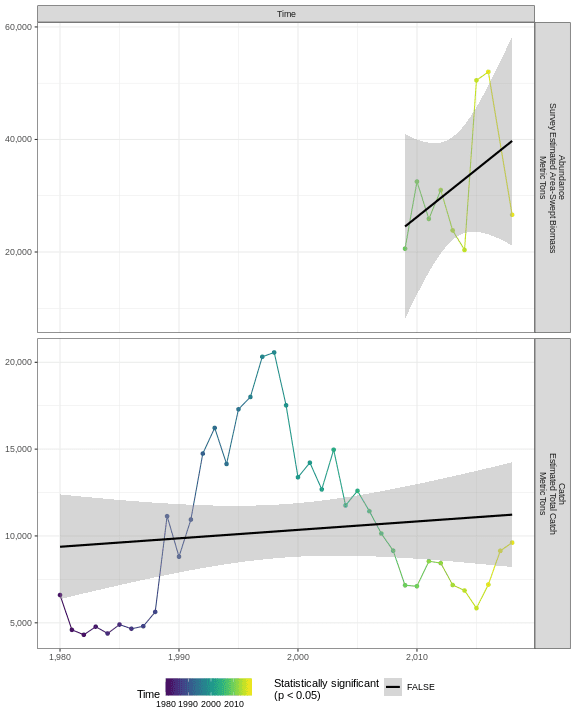 Time
60,000
40,000
20,000
Abundance
Survey Estimated Area-Swept Biomass
Metric Tons
20,000
15,000
10,000
5,000
Catch
Estimated Total Catch
Metric Tons
1,980
1,990
2,000
2,010
Time
1980 1990 2000 2010
Statistically significant
(p < 0.05)
FALSE